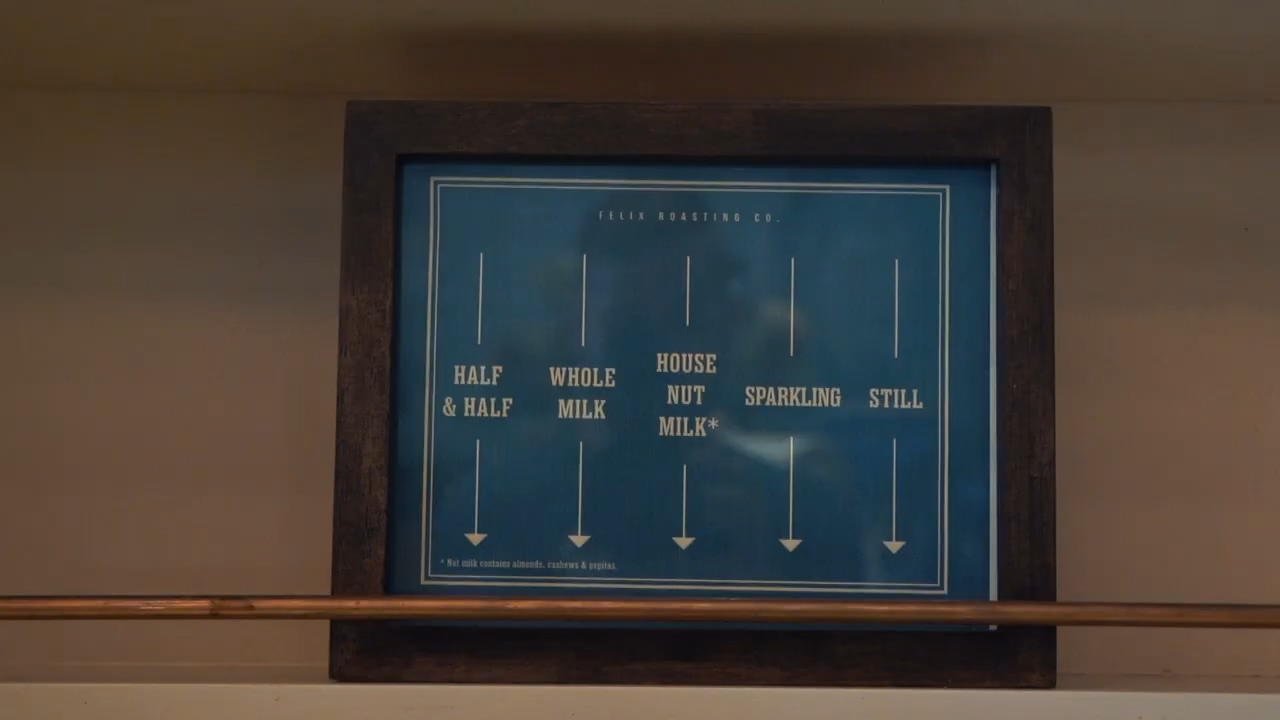 FELIX ROASTING CO.
HALF
& HALF
WHOLE
MILK
HOUSE
NUT
MILK*
SPARKLING
STILL
* Nut milk contains almonds, cashews & pepitas.